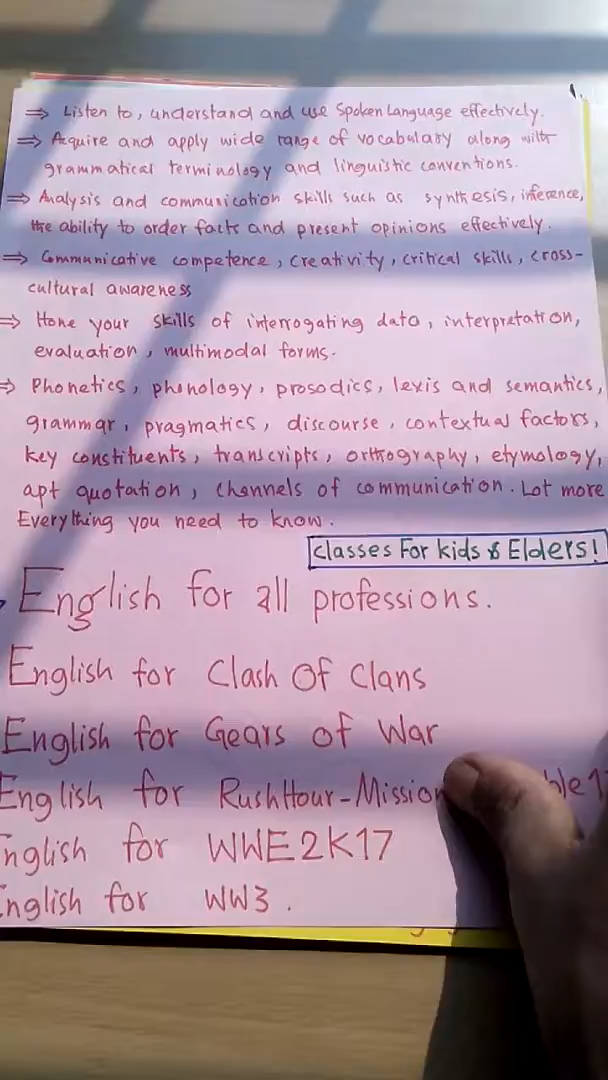 ⇒ Listen to, understand and use Spoken Language effectively.
⇒ Acquire and apply wide range of vocabulary along with
grammatical terminology and linguistic conventions.
⇒ Analysis and communication skills such as synthesis, inference,
the ability to order facts and present opinions effectively.
⇒ Communicative competence, creativity, critical skills, cross-
cultural awareness
⇒ Hone your skills of interrogating data, interpretation,
evaluation, multimodal forms.
⇒ Phonetics, phonology, prosodics, lexis and semantics,
grammar, pragmatics, discourse, contextual factors,
key constituents, transcripts, orthography, etymology,
apt quotation, channels of communication. Lot more
Everything you need to know.
Classes For kids & Elders!
English for all professions.
English for Clash Of Clans
English for Gears of War
English for RushHour-Mission
English for WWE2K17
English for WW3.